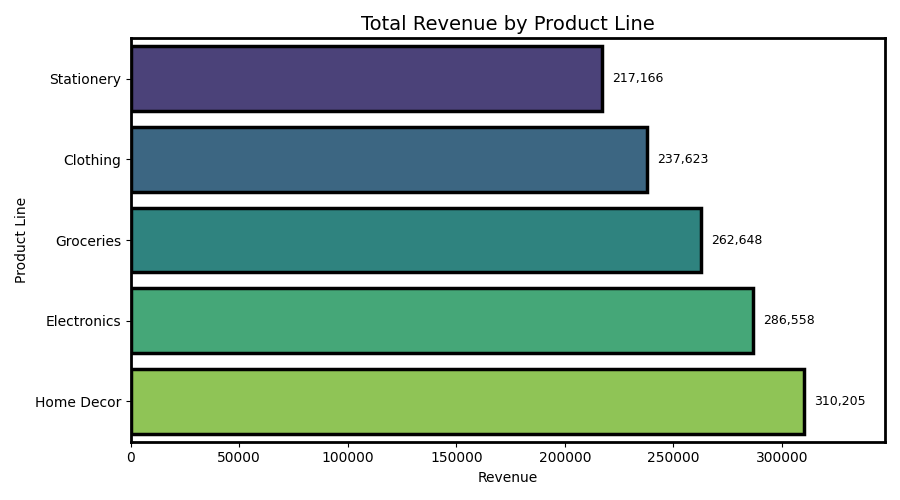 Total Revenue by Product Line
Product Line
Stationery
217,166
Clothing
237,623
Groceries
262,648
Electronics
286,558
Home Decor
310,205
0 50000 100000 150000 200000 250000 300000
Revenue